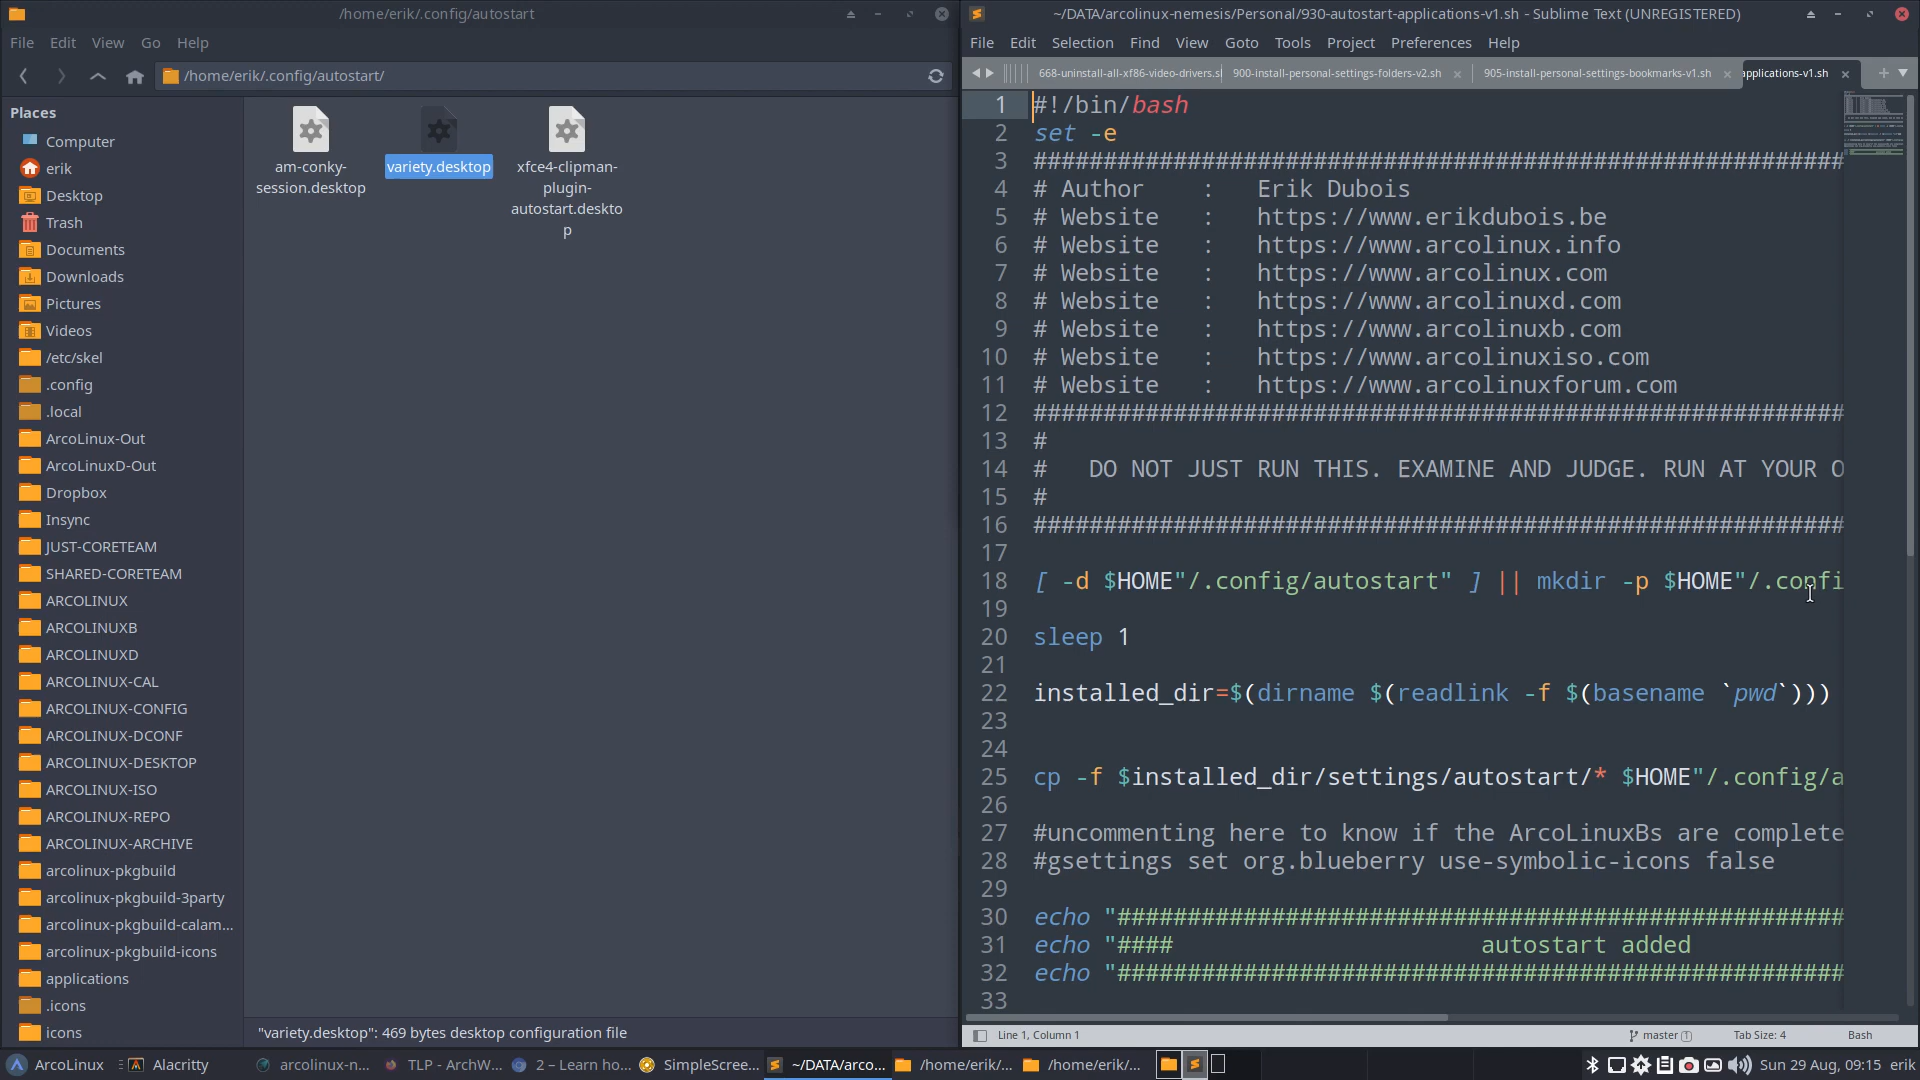 /home/erik/.config/autostart
File Edit View Go Help
/home/erik/.config/autostart/
Places
Computer
erik
Desktop
Trash
Documents
Downloads
Pictures
Videos
/etc/skel
.config
.local
ArcoLinux-Out
ArcoLinuxD-Out
Dropbox
Insync
JUST-CORETEAM
SHARED-CORETEAM
ARCOLINUX
ARCOLINUXB
ARCOLINUXD
ARCOLINUX-CAL
ARCOLINUX-CONFIG
ARCOLINUX-DCONF
ARCOLINUX-DESKTOP
ARCOLINUX-ISO
ARCOLINUX-REPO
ARCOLINUX-ARCHIVE
arcolinux-pkgbuild
arcolinux-pkgbuild-3party
arcolinux-pkgbuild-calam...
arcolinux-pkgbuild-icons
applications
.icons
icons
am-conky-
session.desktop
variety.desktop
xfce4-clipman-
plugin-
autostart.deskto
p
"variety.desktop": 469 bytes desktop configuration file
~/DATA/arcolinux-nemesis/Personal/930-autostart-applications-v1.sh - Sublime Text (UNREGISTERED)
File Edit Selection Find View Goto Tools Project Preferences Help
668-uninstall-all-xf86-video-drivers.s 900-install-personal-settings-folders-v2.sh 905-install-personal-settings-bookmarks-v1.sh applications-v1.sh
1 #!/bin/bash
2 set -e
3 ##########################################################
4 # Author : Erik Dubois
5 # Website : https://www.erikdubois.be
6 # Website : https://www.arcolinux.info
7 # Website : https://www.arcolinux.com
8 # Website : https://www.arcolinuxd.com
9 # Website : https://www.arcolinuxb.com
10 # Website : https://www.arcolinuxiso.com
11 # Website : https://www.arcolinuxforum.com
12 ##########################################################
13 #
14 # DO NOT JUST RUN THIS. EXAMINE AND JUDGE. RUN AT YOUR O
15 #
16 ##########################################################
17
18 [ -d $HOME"/.config/autostart" ] || mkdir -p $HOME"/.confi
19
20 sleep 1
21
22 installed_dir=$(dirname $(readlink -f $(basename `pwd`)))
23
24
25 cp -f $installed_dir/settings/autostart/* $HOME"/.config/a
26
27 #uncommenting here to know if the ArcoLinuxBs are complete
28 #gsettings set org.blueberry use-symbolic-icons false
29
30 echo "####################################################
31 echo "#### autostart added
32 echo "####################################################
33
Line 1, Column 1 master 1 Tab Size: 4 Bash
ArcoLinux Alacritty arcolinux-n... TLP - ArchW... 2 – Learn ho... SimpleScree... ~/DATA/arco... /home/erik/... /home/erik/... Sun 29 Aug, 09:15 erik